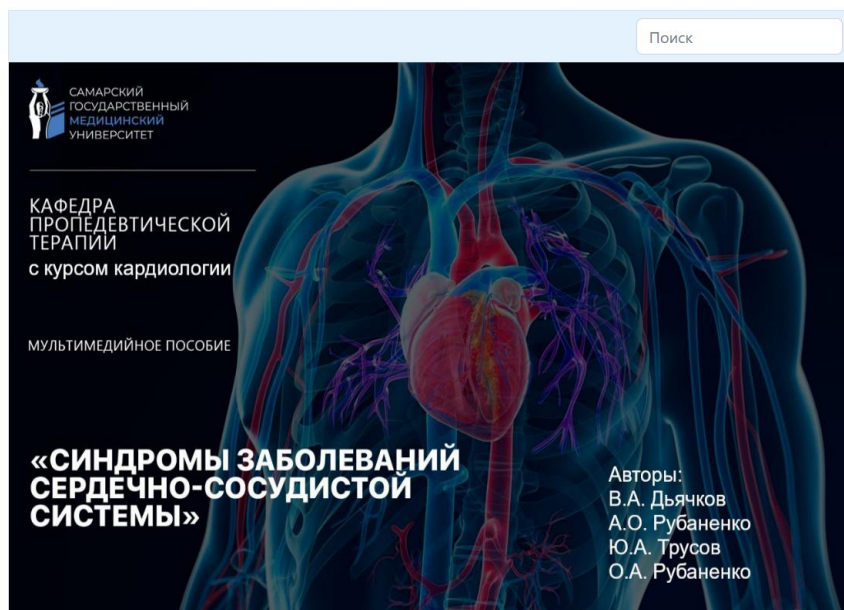 Поиск
САМАРСКИЙ
ГОСУДАРСТВЕННЫЙ
МЕДИЦИНСКИЙ
УНИВЕРСИТЕТ
КАФЕДРА
ПРОПЕДЕВТИЧЕСКОЙ
ТЕРАПИИ
с курсом кардиологии
МУЛЬТИМЕДИЙНОЕ ПОСОБИЕ
«СИНДРОМЫ ЗАБОЛЕВАНИЙ
СЕРДЕЧНО-СОСУДИСТОЙ
СИСТЕМЫ»
Авторы:
В.А. Дьячков
А.О. Рубаненко
Ю.А. Трусов
О.А. Рубаненко